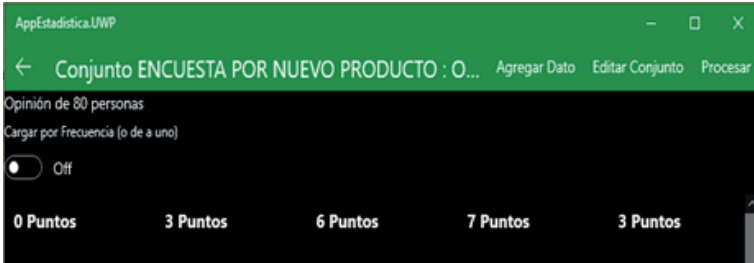 AppEstadistica.UWP
Conjunto ENCUESTA POR NUEVO PRODUCTO : O... Agregar Dato Editar Conjunto Procesar
Opinión de 80 personas
Cargar por Frecuencia (o de a uno)
Off
0 Puntos 3 Puntos 6 Puntos 7 Puntos 3 Puntos